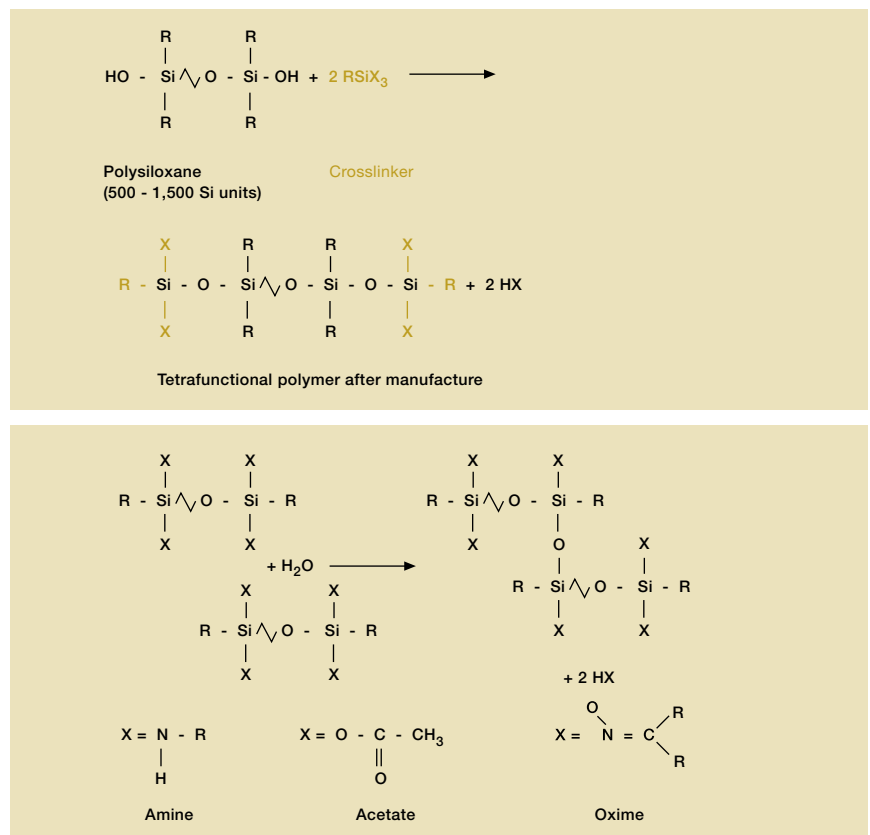 R R
HO - Si O - Si - OH + 2 RSiX₃
R R
Polysiloxane Crosslinker
(500 - 1,500 Si units)
X R R X
R - Si - O - Si O - Si - O - Si - R + 2 HX
X R R X
Tetrafunctional polymer after manufacture
X X X X
R - Si O - Si - R R - Si O - Si - R
X X X O X
+ H₂O
X X R - Si O - Si - R
R - Si O - Si - R X X
X X + 2 HX
O R
X = N - R X = O - C - CH₃ X = N = C
H O R
Amine Acetate Oxime